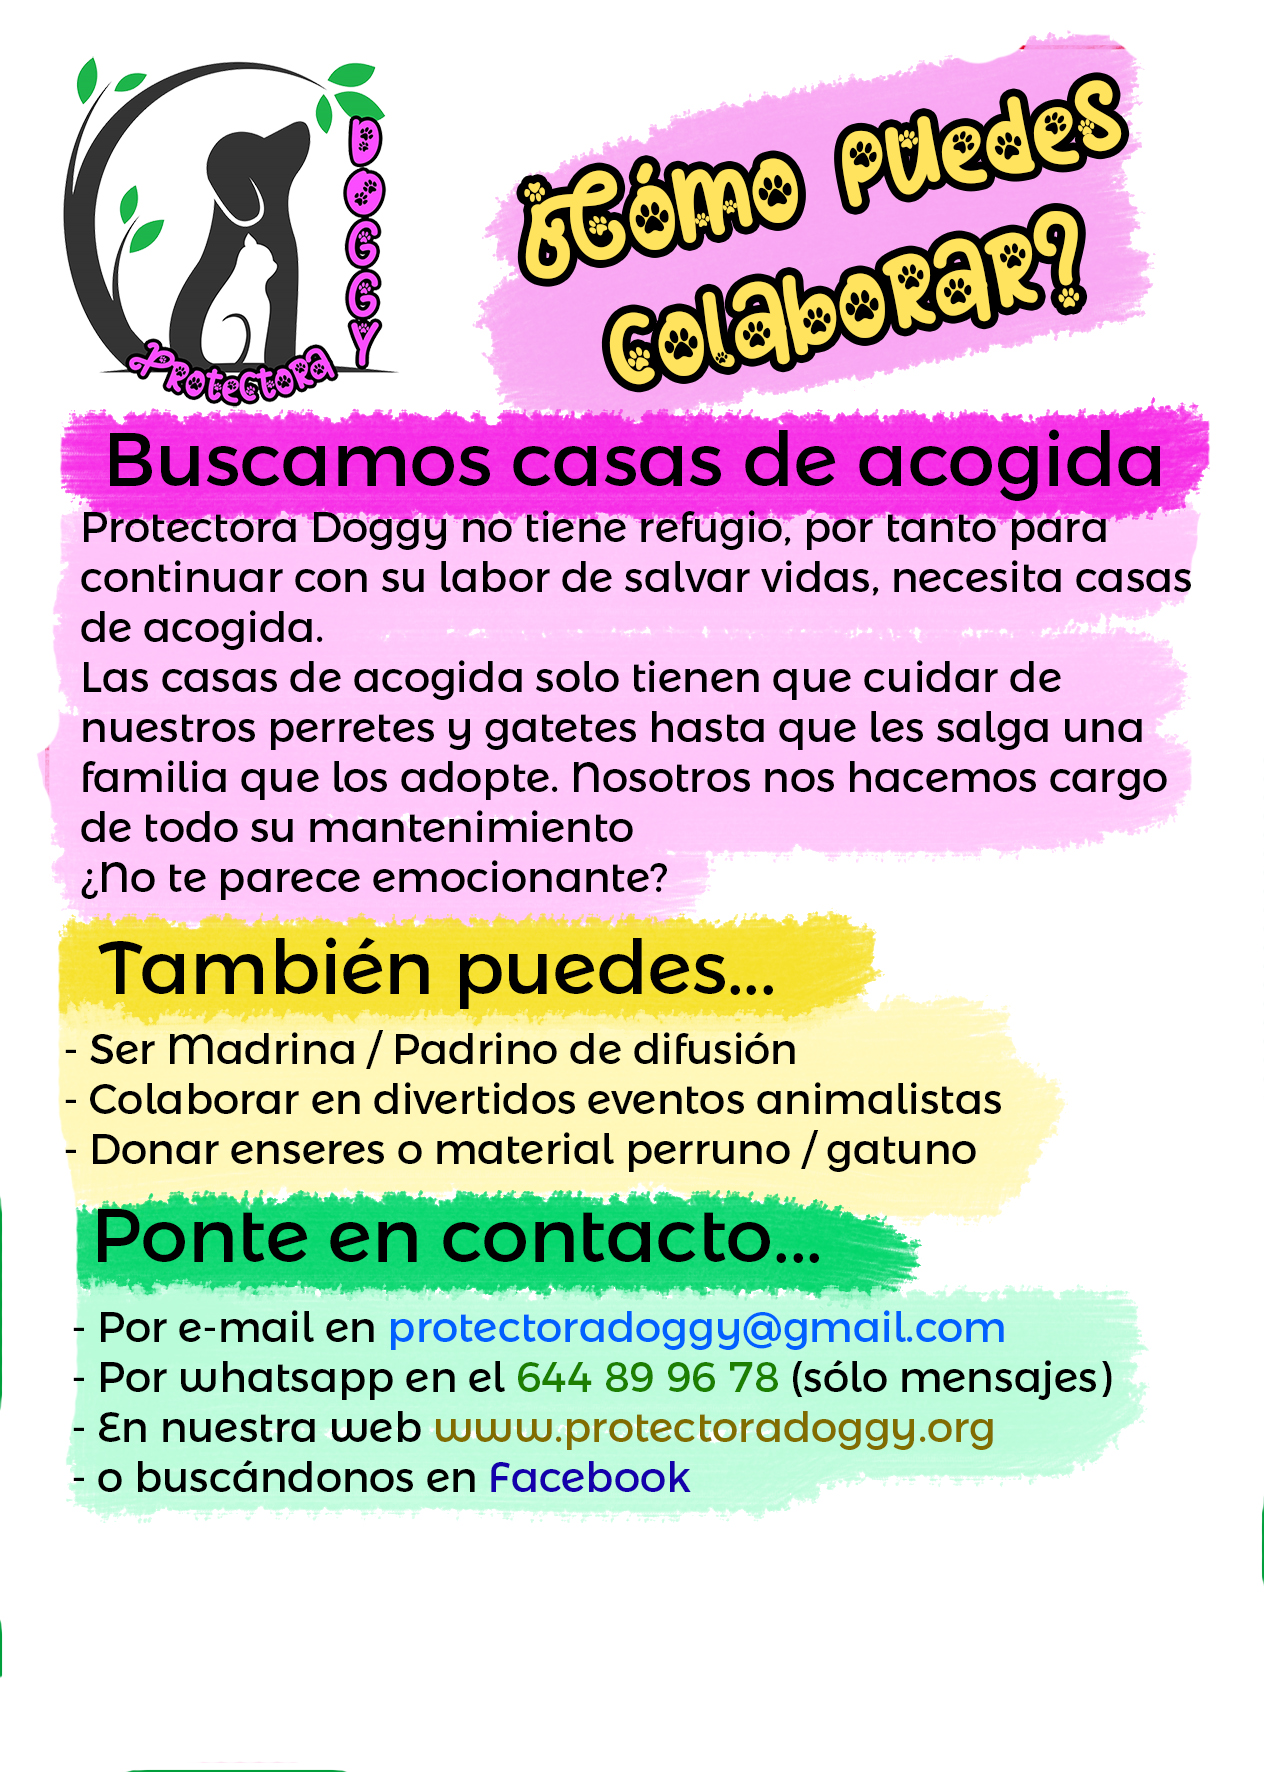 DOGGY
Protectora
¿Cómo puedes
colaborar?
Buscamos casas de acogida
Protectora Doggy no tiene refugio, por tanto para
continuar con su labor de salvar vidas, necesita casas
de acogida.
Las casas de acogida solo tienen que cuidar de
nuestros perretes y gatetes hasta que les salga una
familia que los adopte. Nosotros nos hacemos cargo
de todo su mantenimiento
¿No te parece emocionante?
También puedes...
- Ser Madrina / Padrino de difusión
- Colaborar en divertidos eventos animalistas
- Donar enseres o material perruno / gatuno
Ponte en contacto...
- Por e-mail en protectoradoggy@gmail.com
- Por whatsapp en el 644 89 96 78 (sólo mensajes)
- En nuestra web www.protectoradoggy.org
- o buscándonos en Facebook